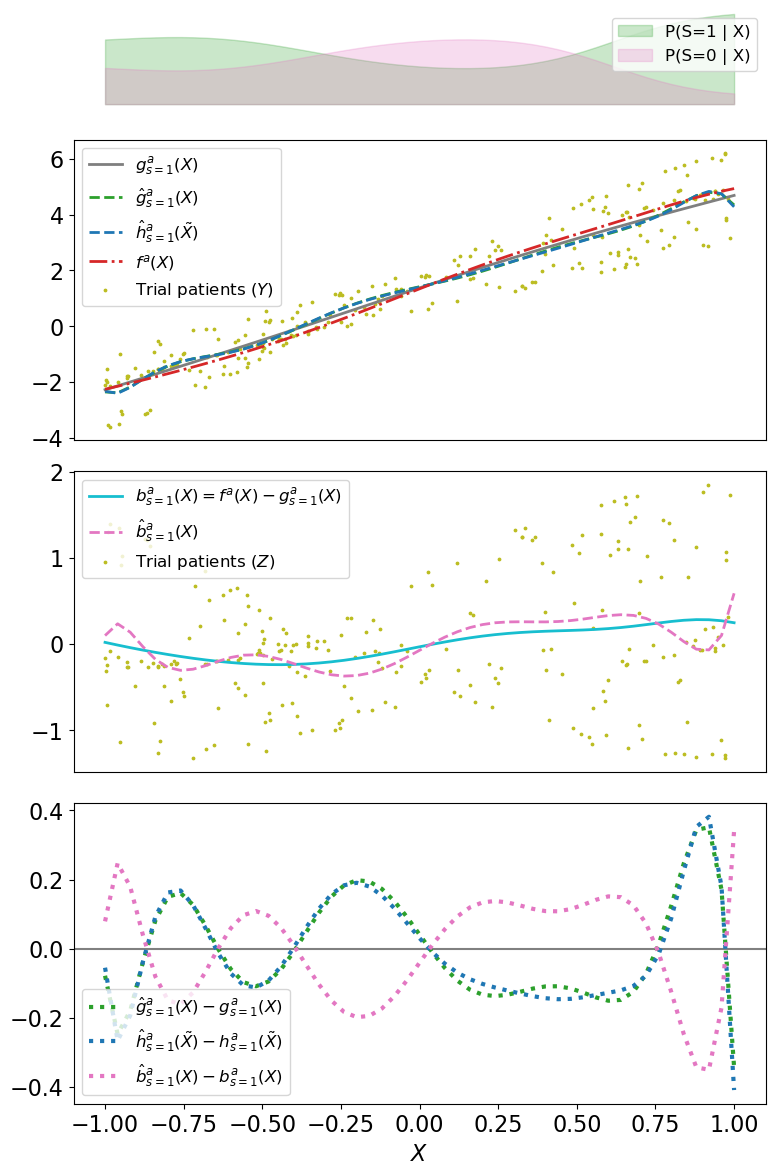 P(S=1 | X)
P(S=0 | X)
6
4
2
0
−2
−4
g^a_{s=1}(X)
ĝ^a_{s=1}(X)
ĥ^a_{s=1}(X̃)
f^a(X)
Trial patients (Y)
2
1
0
−1
b^a_{s=1}(X) = f^a(X) − g^a_{s=1}(X)
b̂^a_{s=1}(X)
Trial patients (Z)
0.4
0.2
0.0
−0.2
−0.4
ĝ^a_{s=1}(X) − g^a_{s=1}(X)
ĥ^a_{s=1}(X̃) − h^a_{s=1}(X̃)
b̂^a_{s=1}(X) − b^a_{s=1}(X)
−1.00 −0.75 −0.50 −0.25 0.00 0.25 0.50 0.75 1.00
X